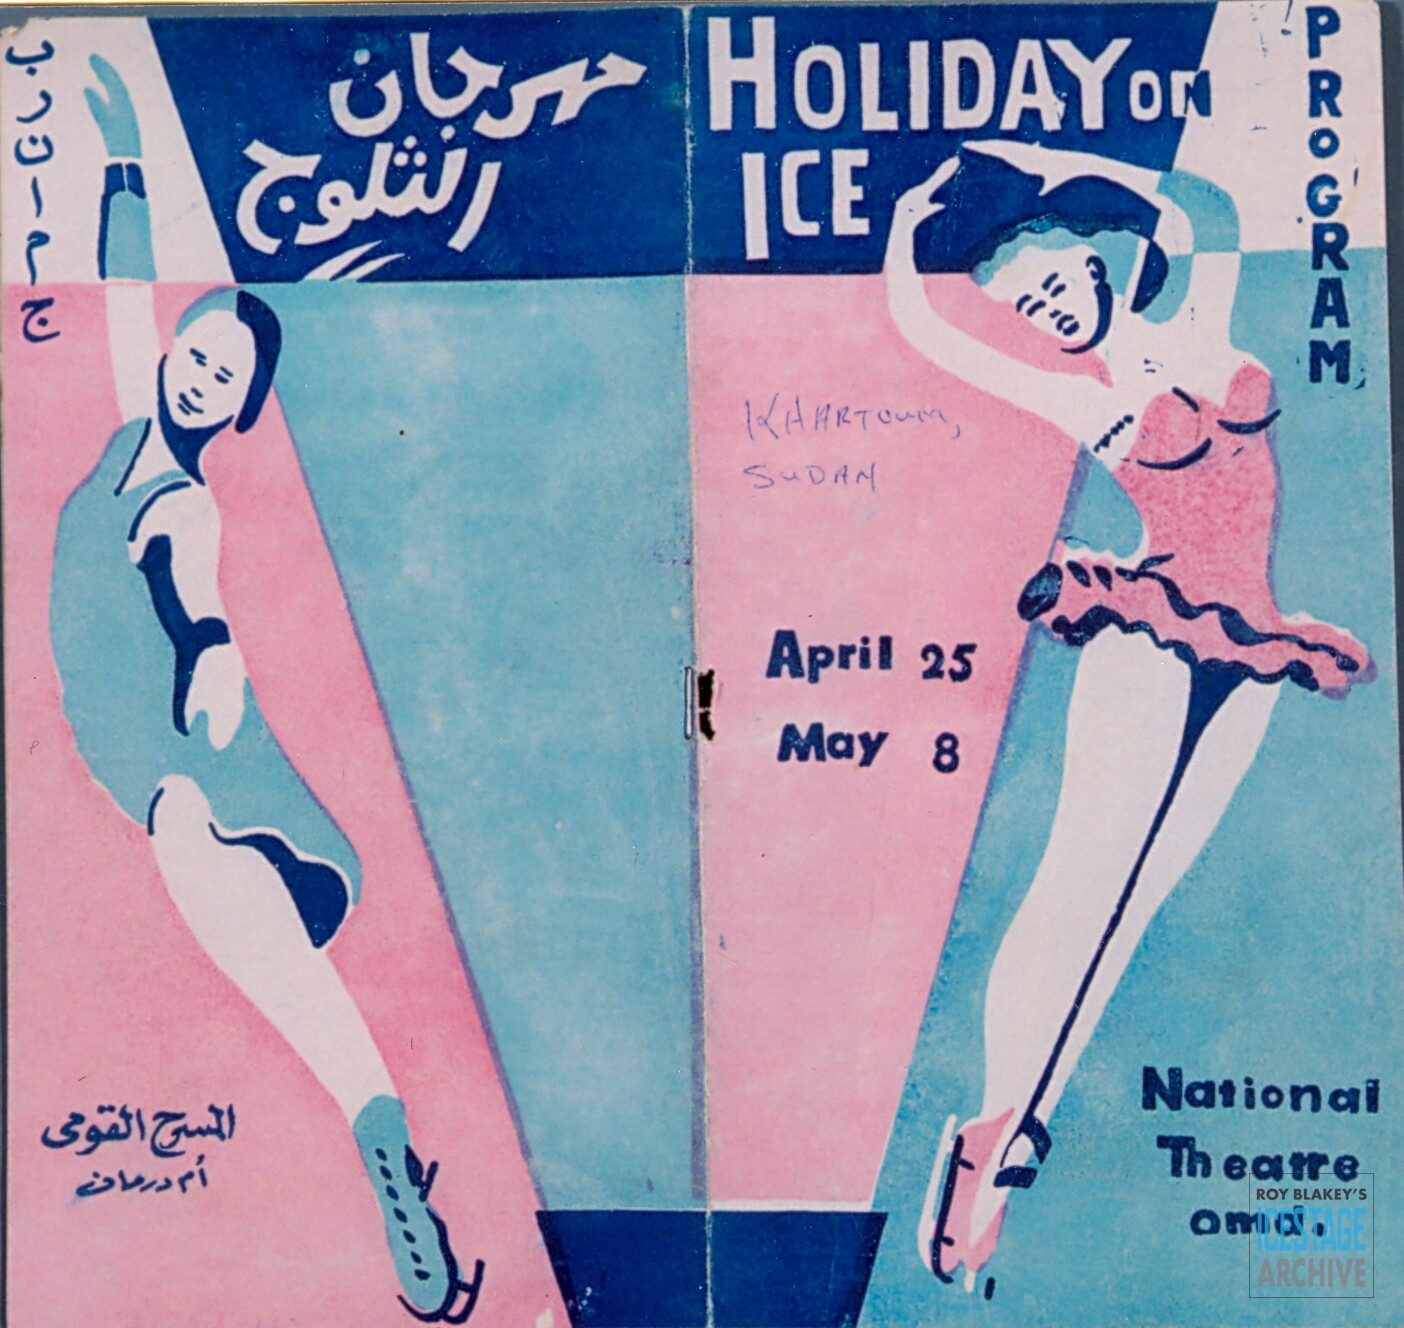 برنامج
مهرجان
الثلوج
المسرح القومى
أم درمان
HOLIDAY on
ICE
PROGRAM
KHARTOUM,
SUDAN
April 25
May 8
National
Theatre
omd.
ROY BLAKEY'S
ICESTAGE
ARCHIVE